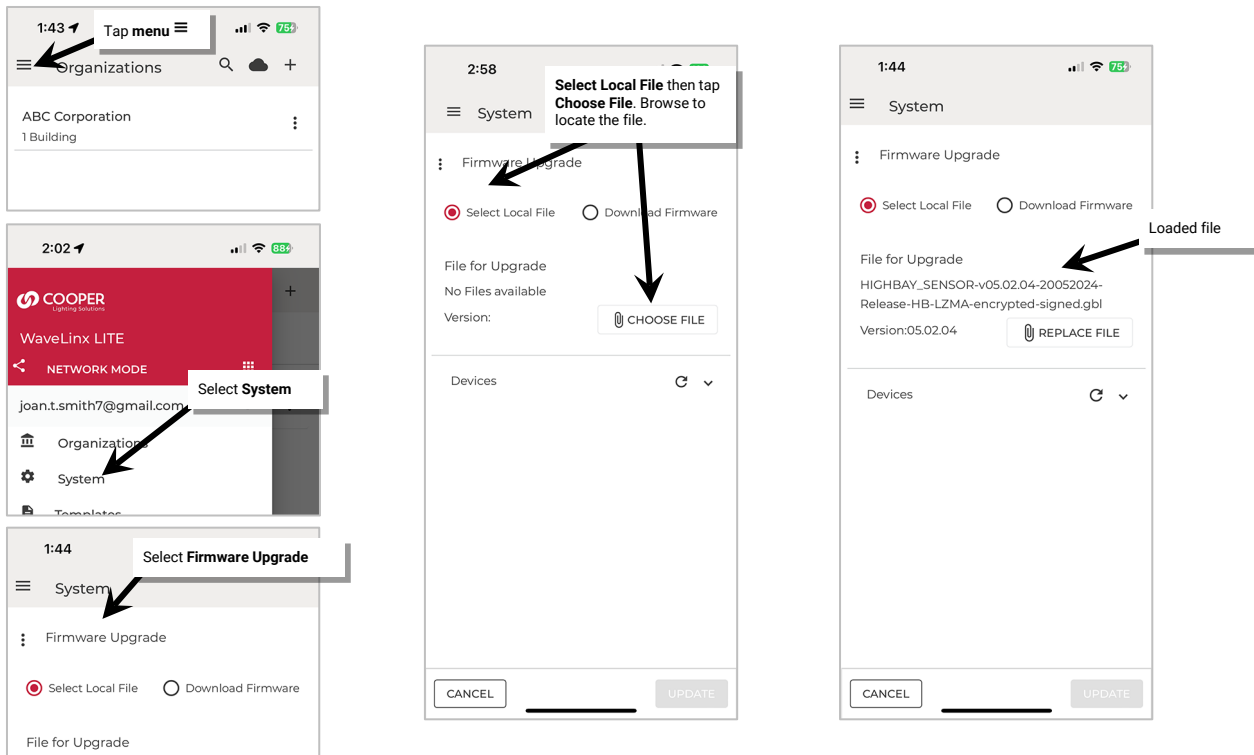 1:43
Tap menu
75
Organizations
ABC Corporation
1 Building
2:02
88
COOPER
Lighting Solutions
WaveLinx LITE
NETWORK MODE
Select System
joan.t.smith7@gmail.com
Organizations
System
Templates
1:44
Select Firmware Upgrade
System
Firmware Upgrade
Select Local File
Download Firmware
File for Upgrade
2:58
Select Local File then tap
Choose File. Browse to
locate the file.
System
Firmware Upgrade
Select Local File
Download Firmware
File for Upgrade
No Files available
Version:
CHOOSE FILE
Devices
CANCEL
UPDATE
1:44
75
System
Firmware Upgrade
Select Local File
Download Firmware
Loaded file
File for Upgrade
HIGHBAY_SENSOR-v05.02.04-20052024-
Release-HB-LZMA-encrypted-signed.gbl
Version:05.02.04
REPLACE FILE
Devices
CANCEL
UPDATE